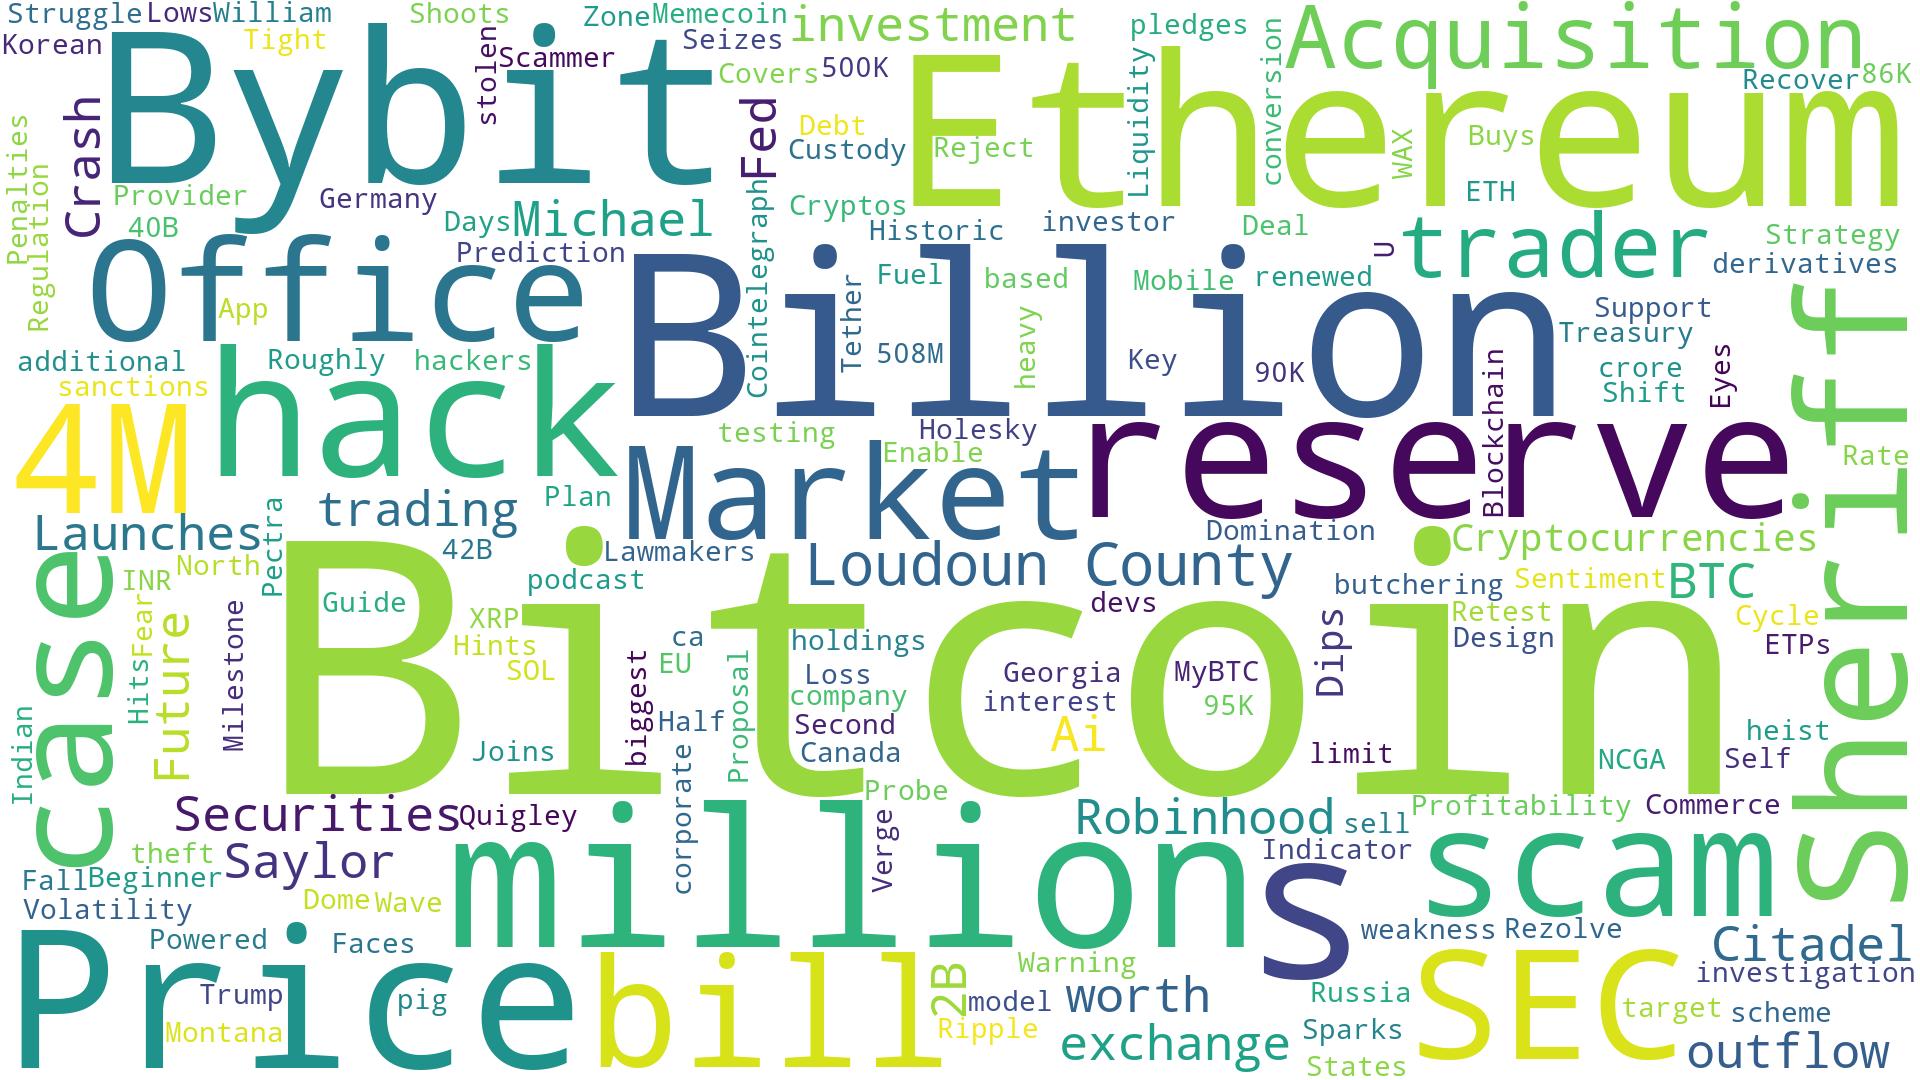 Struggle
Lows
William
Shoots
Zone
Memecoin
investment
pledges
Acquisition
Korean
Tight
Bybit
stolen
Scammer
Seizes
Covers
500K
Ethereum
Liquidity
conversion
Recover
86K
Crash
Fed
Debt
Custody
Reject
WAX
Buys
Penalties
Regulation
Provider
40B
Germany
Days
Michael
Cointelegraph
Cryptos
Historic
investor
ETH
Deal
U
trader
Strategy
derivatives
Office
App
Prediction
Billion
Tether
Fuel
based
Mobile
renewed
Support
Treasury
Sheriff
additional
sanctions
Roughly
hackers
508M
heavy
Key
90K
Blockchain
crore
Shift
Eyes
4M
hack
testing
Holesky
Enable
Market
reserve
Rate
Launches
Pectra
trading
Plan
42B
Lawmakers
Loudoun County
Domination
Cryptocurrencies
case
INR
North
podcast
butchering
Sentiment
BTC
Bitcoin
Guide
XRP
Hints
SOL
ca
EU
devs
Retest
Design
Cycle
ETPs
Fear
Hits
Future
Milestone
biggest
Half
Proposal
holdings
Loss
company
Second
Canada
Georgia
interest
Ai
MyBTC
95K
Dips
limit
NCGA
Self
heist
Indian
Joins
corporate
Probe
Securities
Quigley
millions
Verge
Robinhood
sell
Profitability
Commerce
theft
Saylor
Indicator
scam
Fall
Beginner
Volatility
Dome
Wave
S
weakness
Rezolve
Citadel
Powered
Faces
Price
Trump
Montana
pig
bill
2B
Warning
model
Ripple
worth
exchange
Russia
Sparks
States
SEC
target
investigation
scheme
outflow